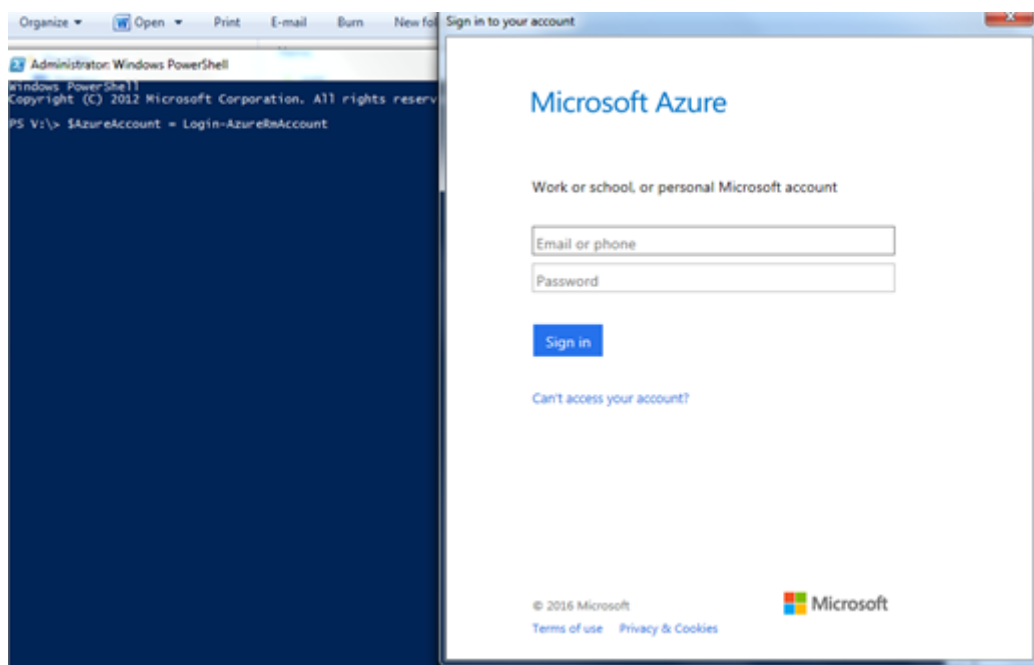 Organize Open Print E-mail Burn New fol
Administrator: Windows PowerShell
Windows PowerShell
Copyright (C) 2012 Microsoft Corporation. All rights reserv
PS V:\> $AzureAccount = Login-AzureRmAccount
Sign in to your account
Microsoft Azure
Work or school, or personal Microsoft account
Email or phone
Password
Sign in
Can't access your account?
© 2016 Microsoft
Microsoft
Terms of use Privacy & Cookies